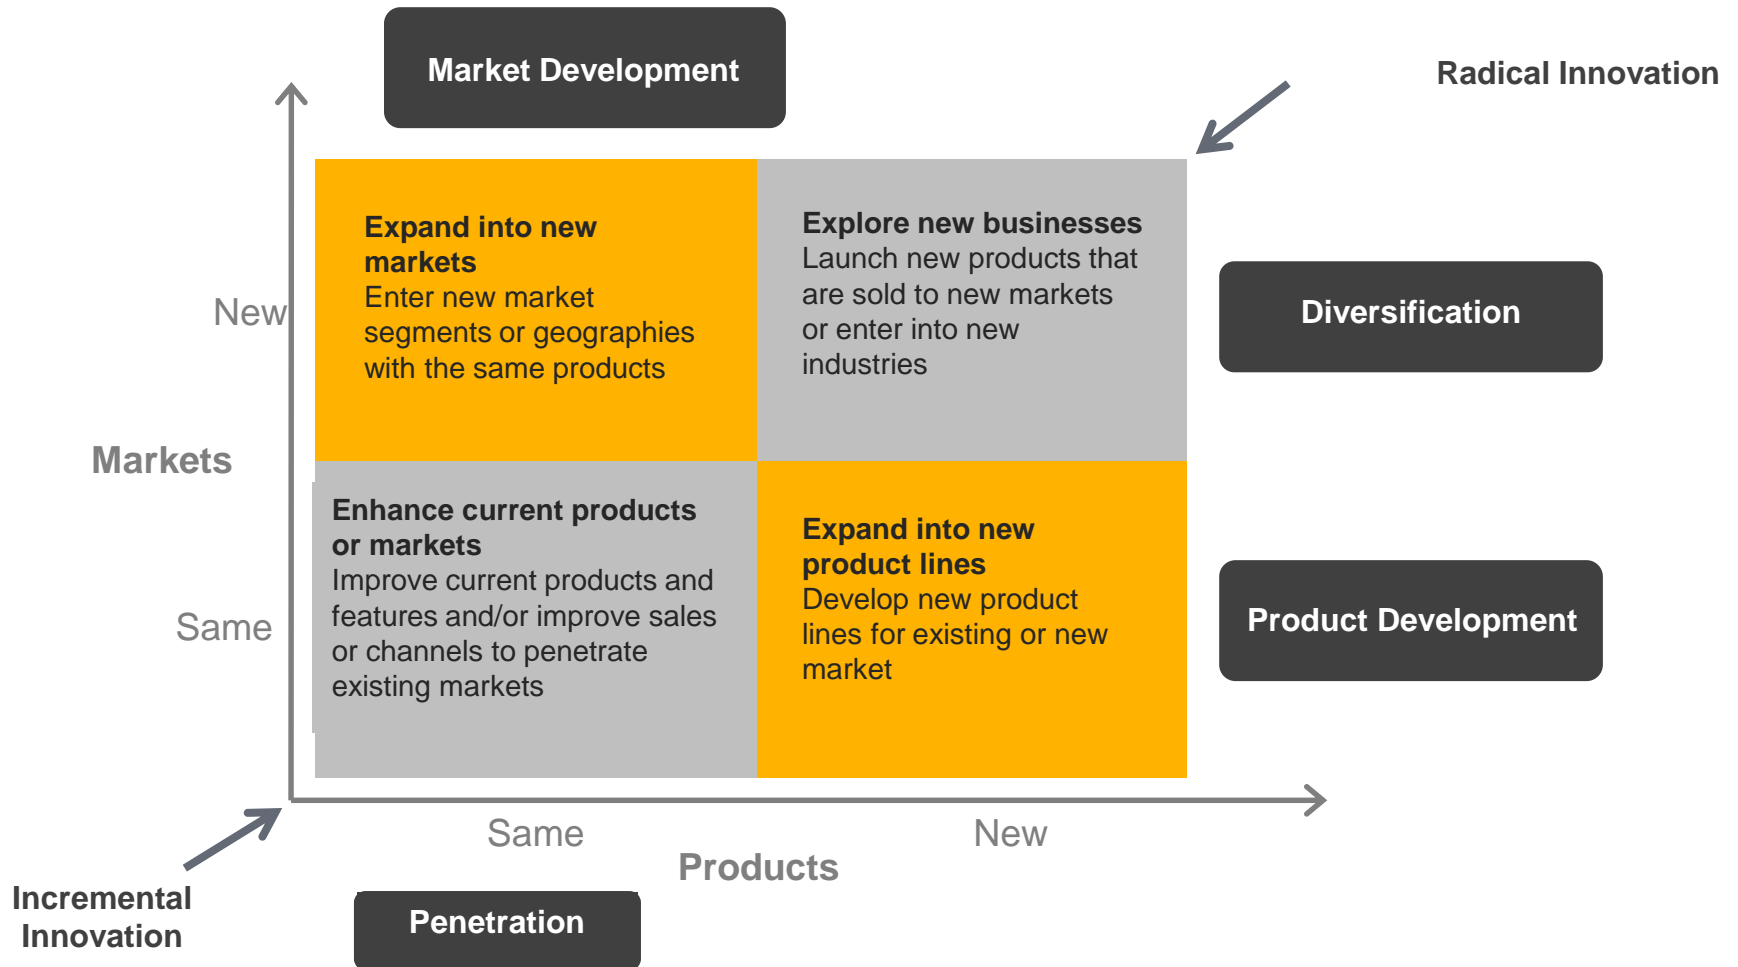 Market Development
Radical Innovation
Expand into new
markets
Enter new market
segments or geographies
with the same products
Explore new businesses
Launch new products that
are sold to new markets
or enter into new
industries
New
Diversification
Markets
Enhance current products
or markets
Improve current products and
features and/or improve sales
or channels to penetrate
existing markets
Expand into new
product lines
Develop new product
lines for existing or new
market
Same
Product Development
Same
New
Products
Incremental
Innovation
Penetration